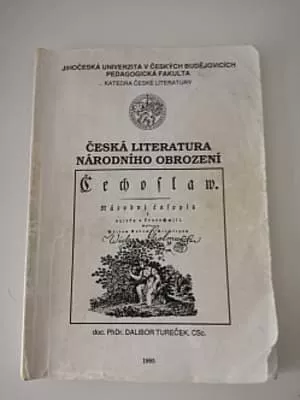 JIHOČESKÁ UNIVERZITA V ČESKÝCH BUDĚJOVICÍCH
PEDAGOGICKÁ FAKULTA
KATEDRA ČESKÉ LITERATURY
ČESKÁ LITERATURA
NÁRODNÍHO OBROZENÍ
Čechoslaw.
Národnj časopis
doc. PhDr. DALIBOR TUREČEK, CSc.
1995